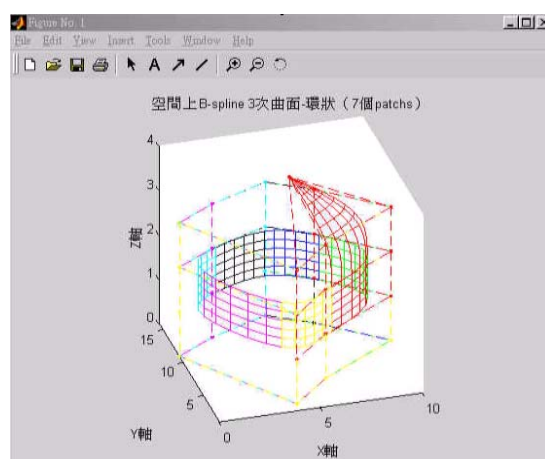 Figure No. 1
File Edit View Insert Tools Window Help
空間上B-spline 3次曲面-環狀（7個patchs）
4
3
2
1
0
Z軸
15
10
5
0
5
10
Y軸
X軸